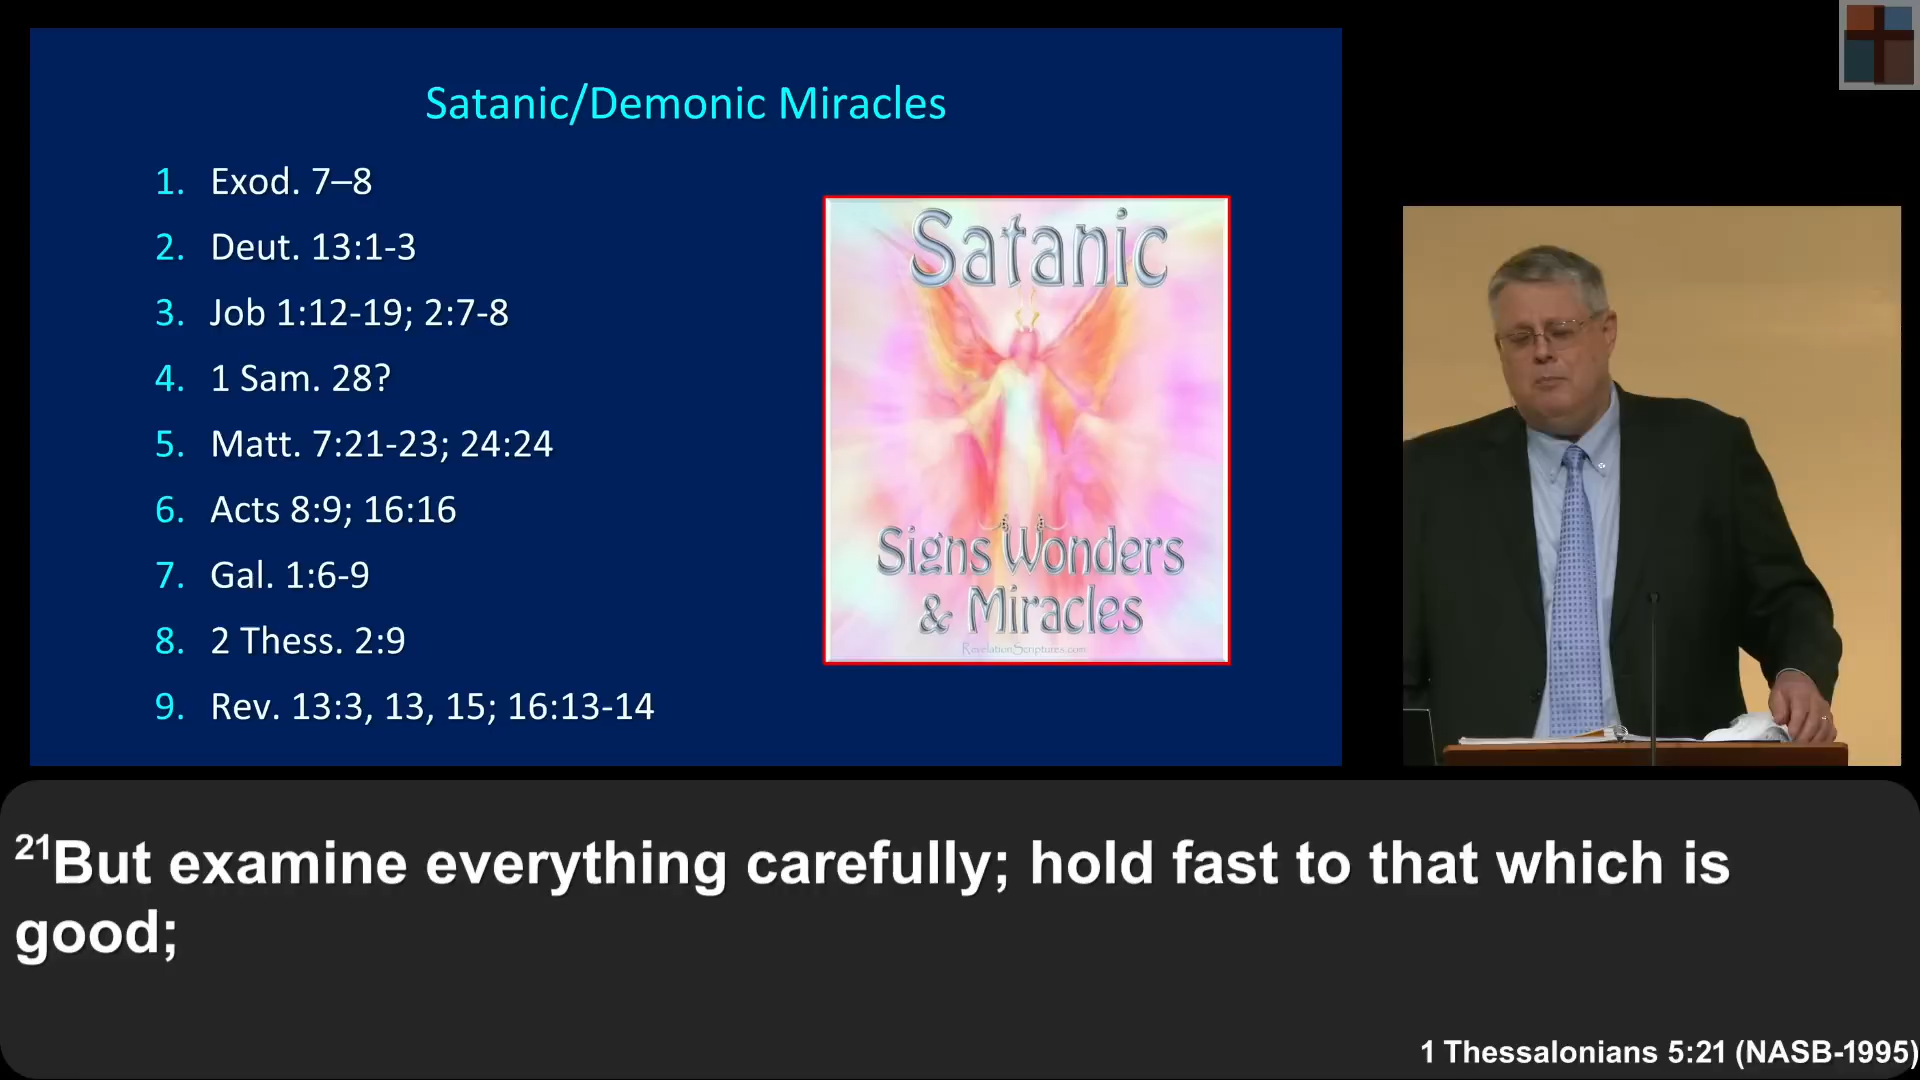 Satanic/Demonic Miracles
1. Exod. 7–8
2. Deut. 13:1-3
3. Job 1:12-19; 2:7-8
4. 1 Sam. 28?
5. Matt. 7:21-23; 24:24
6. Acts 8:9; 16:16
7. Gal. 1:6-9
8. 2 Thess. 2:9
9. Rev. 13:3, 13, 15; 16:13-14
Satanic
Signs Wonders
& Miracles
RevelationScriptures.com
21But examine everything carefully; hold fast to that which is
good;
1 Thessalonians 5:21 (NASB-1995)